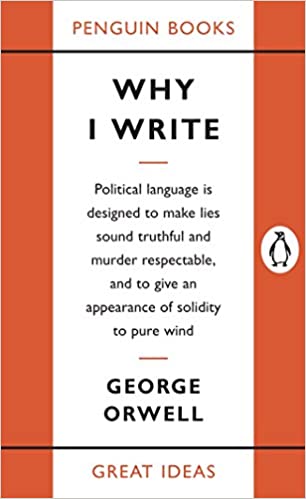 PENGUIN BOOKS
WHY
I WRITE
Political language is
designed to make lies
sound truthful and
murder respectable,
and to give an
appearance of solidity
to pure wind
GEORGE
ORWELL
GREAT IDEAS